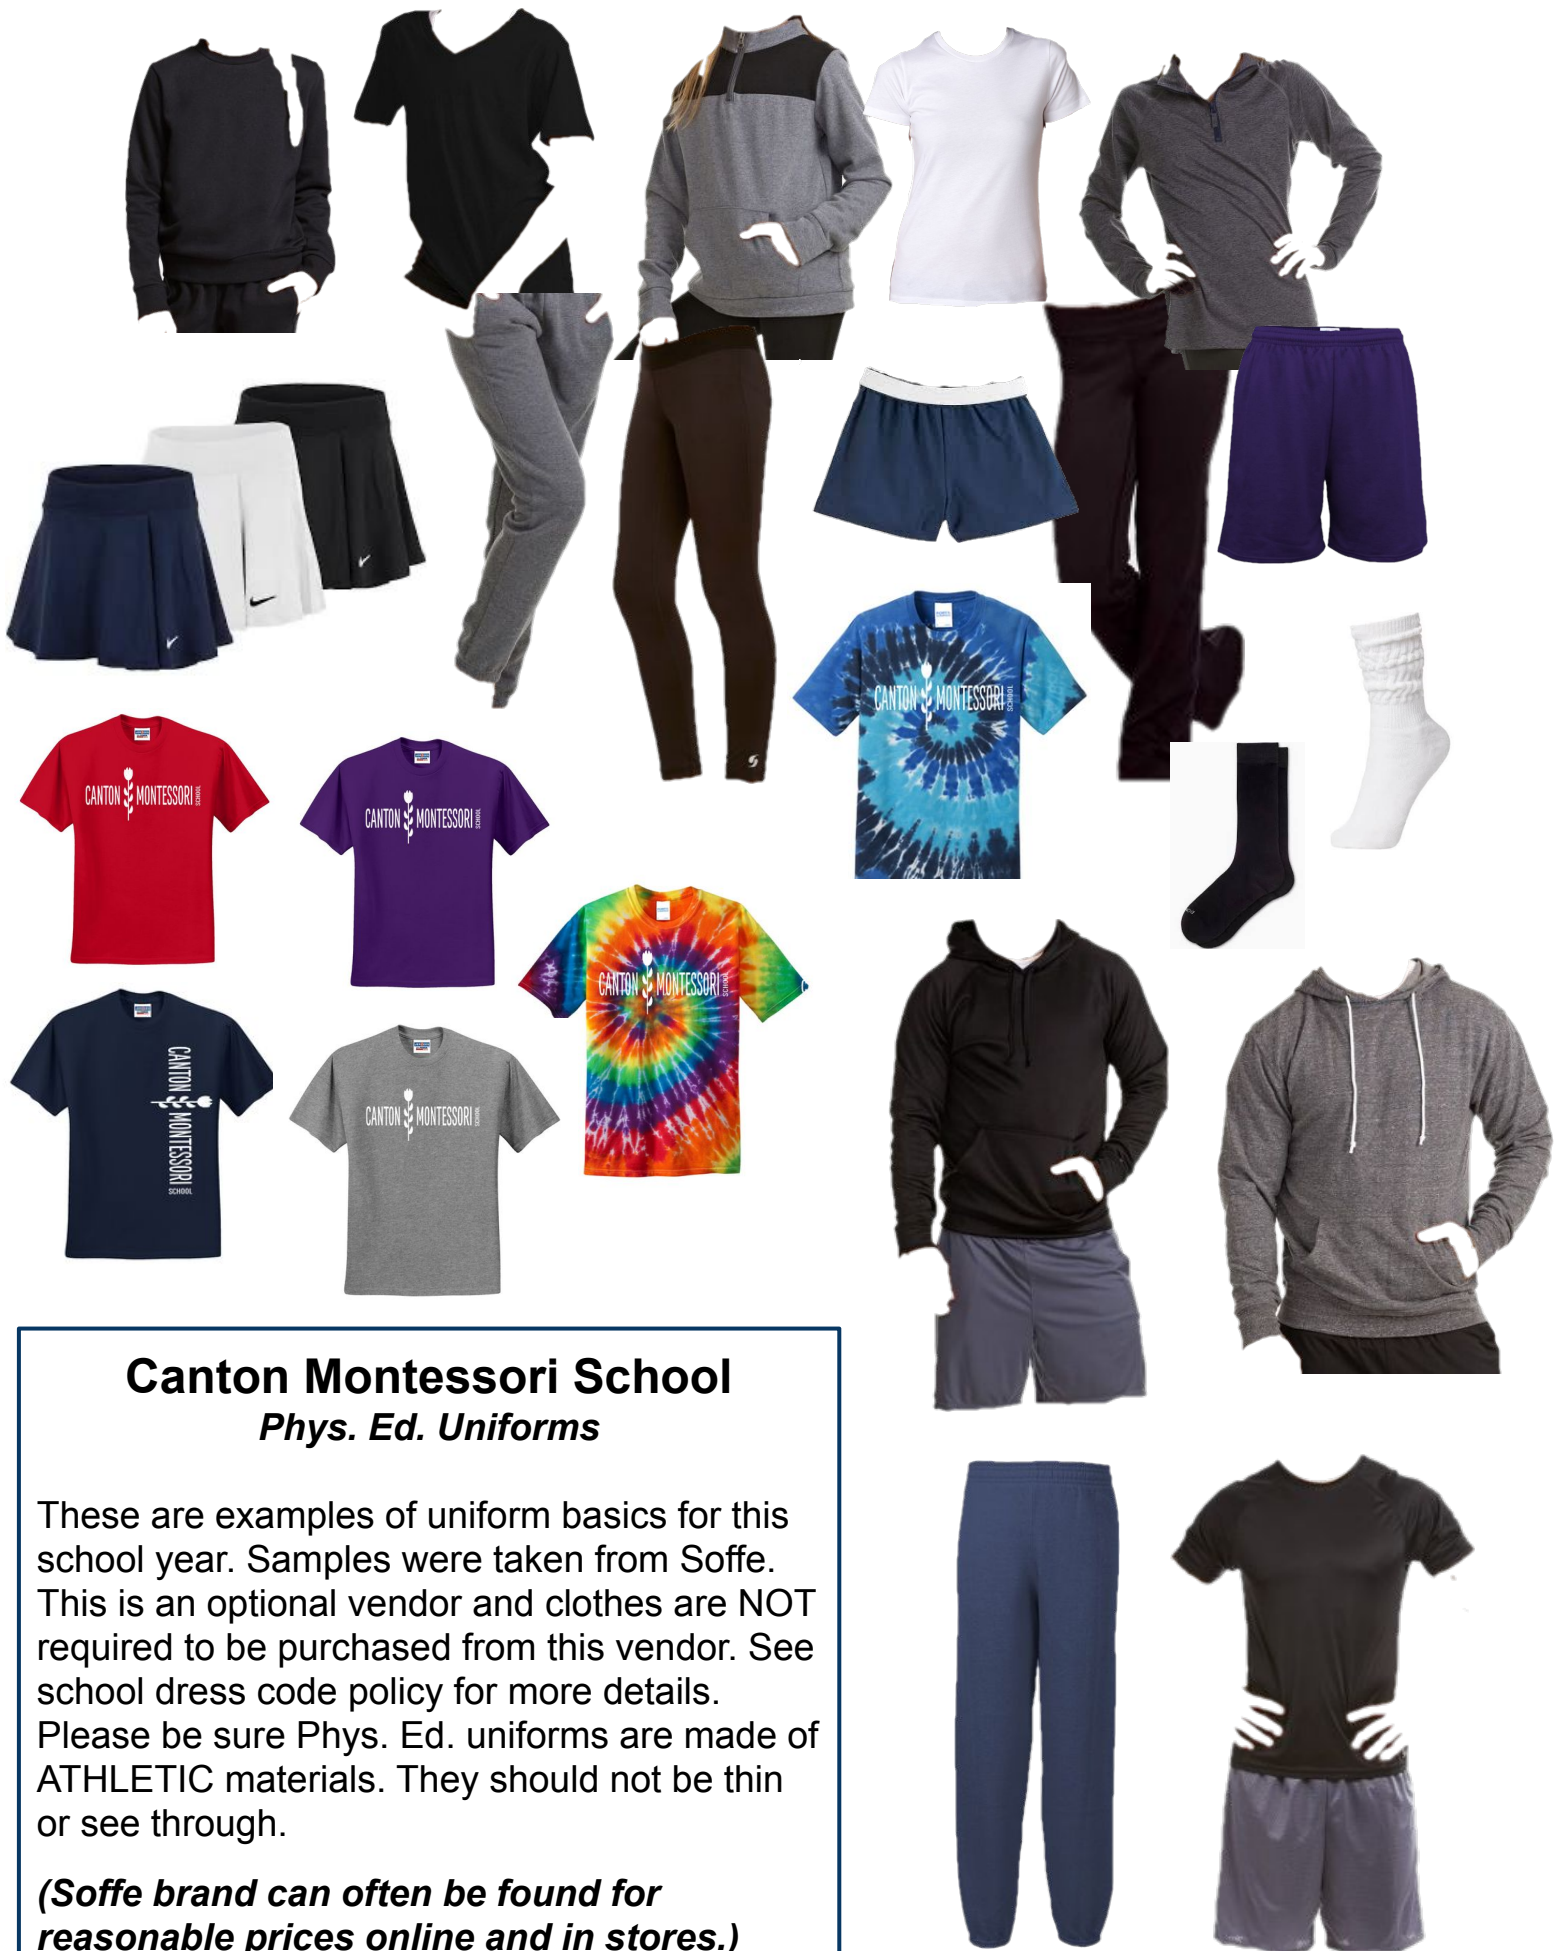 CANTON MONTESSORI SCHOOL
CANTON MONTESSORI SCHOOL
CANTON MONTESSORI SCHOOL
CANTON MONTESSORI SCHOOL
CANTON MONTESSORI SCHOOL
CANTON MONTESSORI SCHOOL
Canton Montessori School
Phys. Ed. Uniforms
These are examples of uniform basics for this
school year. Samples were taken from Soffe.
This is an optional vendor and clothes are NOT
required to be purchased from this vendor. See
school dress code policy for more details.
Please be sure Phys. Ed. uniforms are made of
ATHLETIC materials. They should not be thin
or see through.
(Soffe brand can often be found for
reasonable prices online and in stores.)